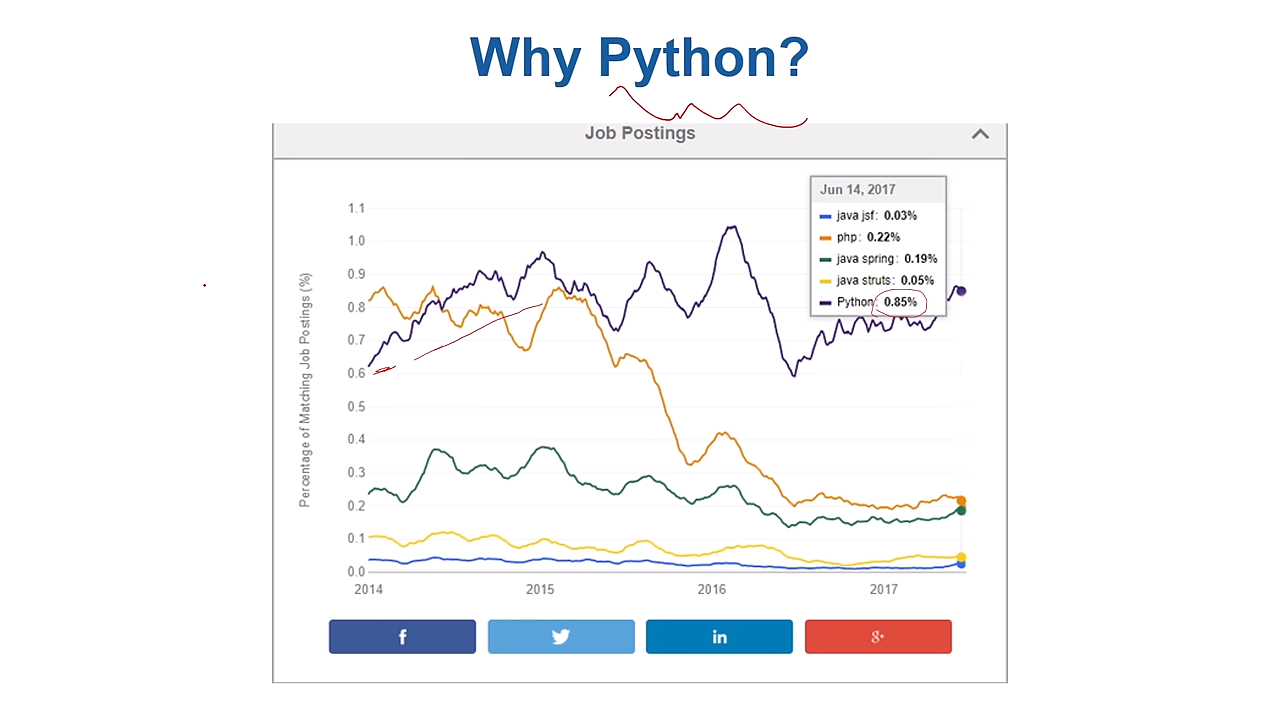 Why Python?
Job Postings
Jun 14, 2017
java jsf: 0.03%
php: 0.22%
java spring: 0.19%
java struts: 0.05%
Python: 0.85%
Percentage of Matching Job Postings (%)
1.1
1.0
0.9
0.8
0.7
0.6
0.5
0.4
0.3
0.2
0.1
0.0
2014 2015 2016 2017
f
in
g+